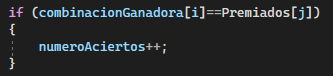 if (combinacionGanadora[i]==Premiados[j])
{
numeroAciertos++;
}